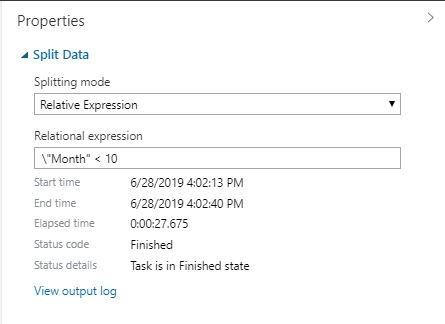 Properties
Split Data
Splitting mode
Relative Expression
Relational expression
\"Month" < 10
Start time 6/28/2019 4:02:13 PM
End time 6/28/2019 4:02:40 PM
Elapsed time 0:00:27.675
Status code Finished
Status details Task is in Finished state
View output log